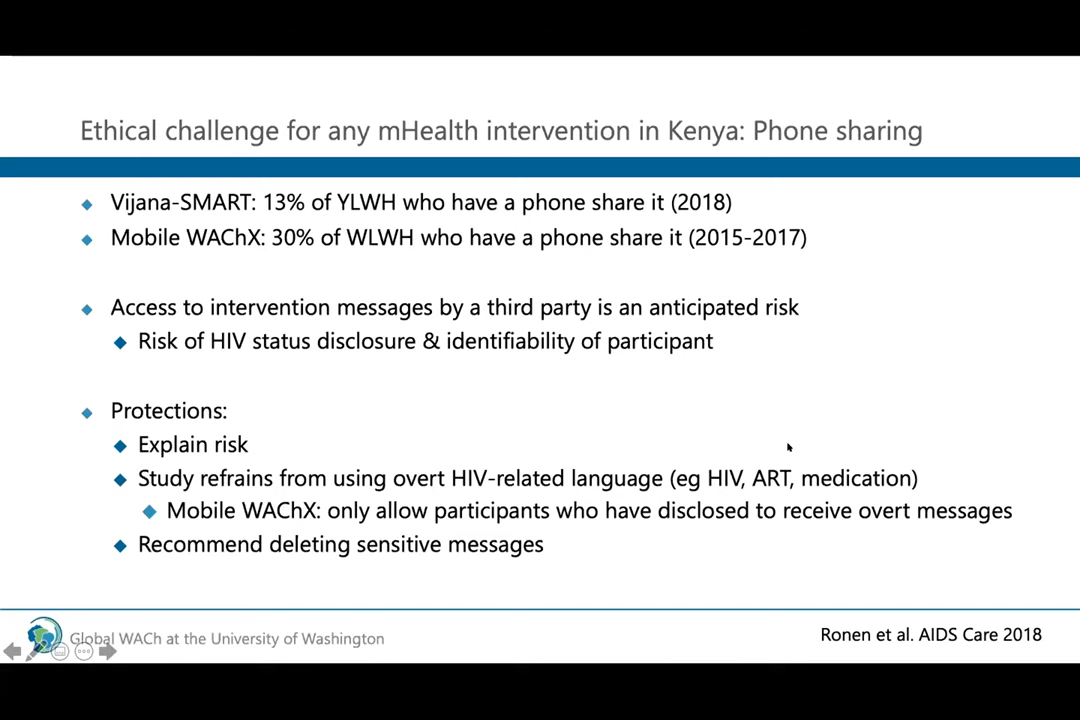 Ethical challenge for any mHealth intervention in Kenya: Phone sharing
Vijana-SMART: 13% of YLWH who have a phone share it (2018)
Mobile WAChX: 30% of WLWH who have a phone share it (2015-2017)
Access to intervention messages by a third party is an anticipated risk
Risk of HIV status disclosure & identifiability of participant
Protections:
Explain risk
Study refrains from using overt HIV-related language (eg HIV, ART, medication)
Mobile WAChX: only allow participants who have disclosed to receive overt messages
Recommend deleting sensitive messages
Global WACh at the University of Washington
Ronen et al. AIDS Care 2018